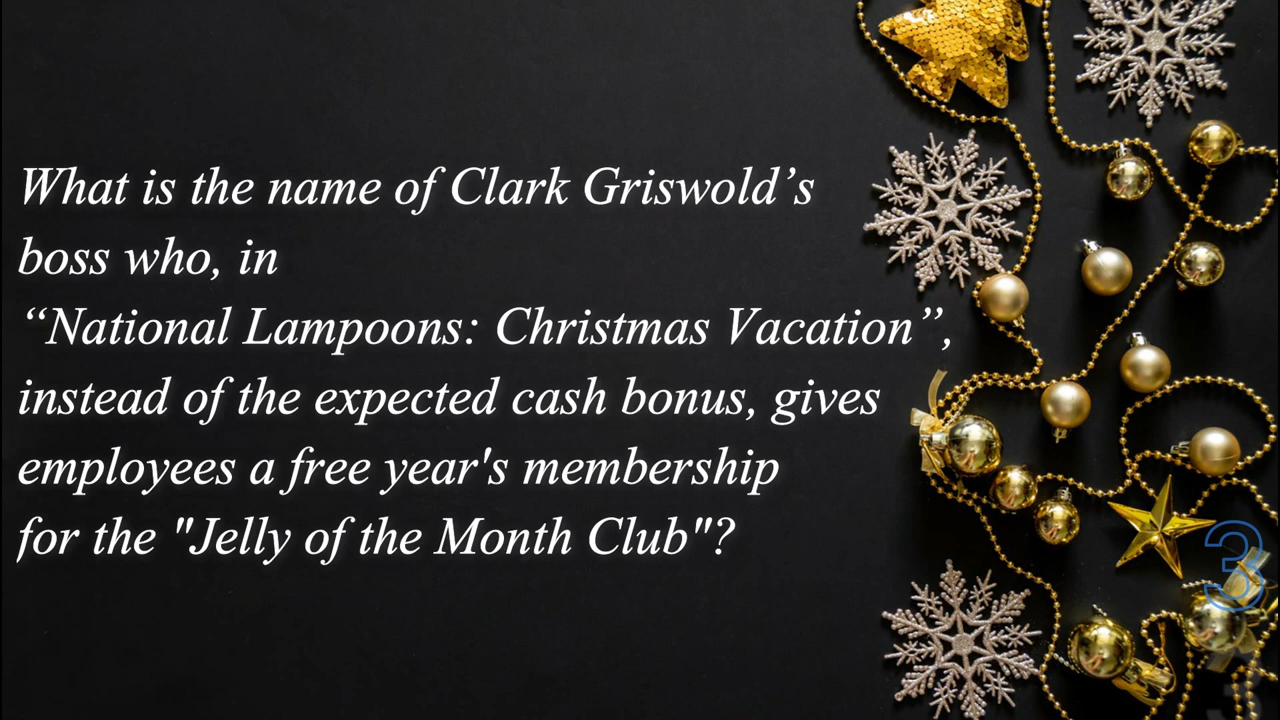 What is the name of Clark Griswold’s
boss who, in
“National Lampoons: Christmas Vacation”,
instead of the expected cash bonus, gives
employees a free year's membership
for the "Jelly of the Month Club"?
3